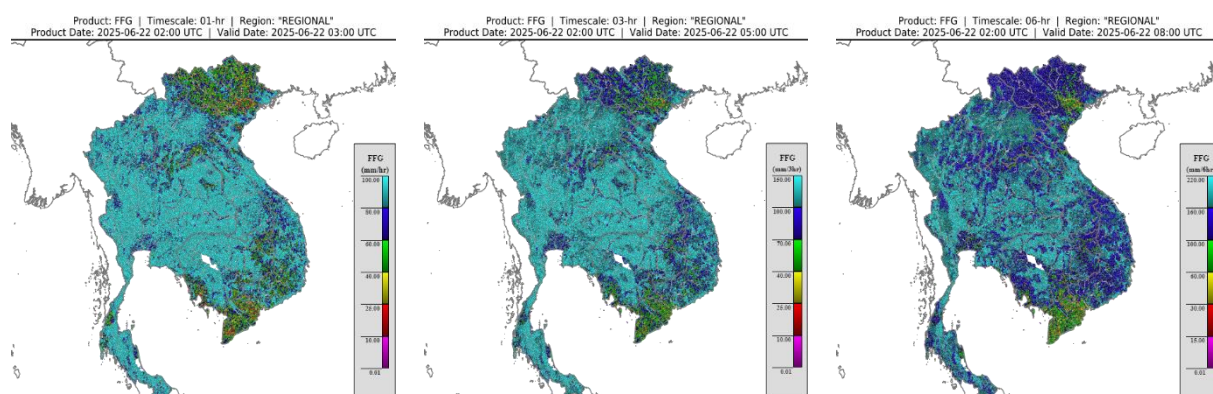 Product: FFG | Timescale: 01-hr | Region: "REGIONAL"
Product Date: 2025-06-22 02:00 UTC | Valid Date: 2025-06-22 03:00 UTC
FFG
(mm/hr)
100.00
80.00
60.00
40.00
20.00
10.00
0.01
Product: FFG | Timescale: 03-hr | Region: "REGIONAL"
Product Date: 2025-06-22 02:00 UTC | Valid Date: 2025-06-22 05:00 UTC
FFG
(mm/3hr)
160.00
100.00
70.00
40.00
20.00
10.00
0.01
Product: FFG | Timescale: 06-hr | Region: "REGIONAL"
Product Date: 2025-06-22 02:00 UTC | Valid Date: 2025-06-22 08:00 UTC
FFG
(mm/6hr)
220.00
160.00
100.00
60.00
30.00
15.00
0.01